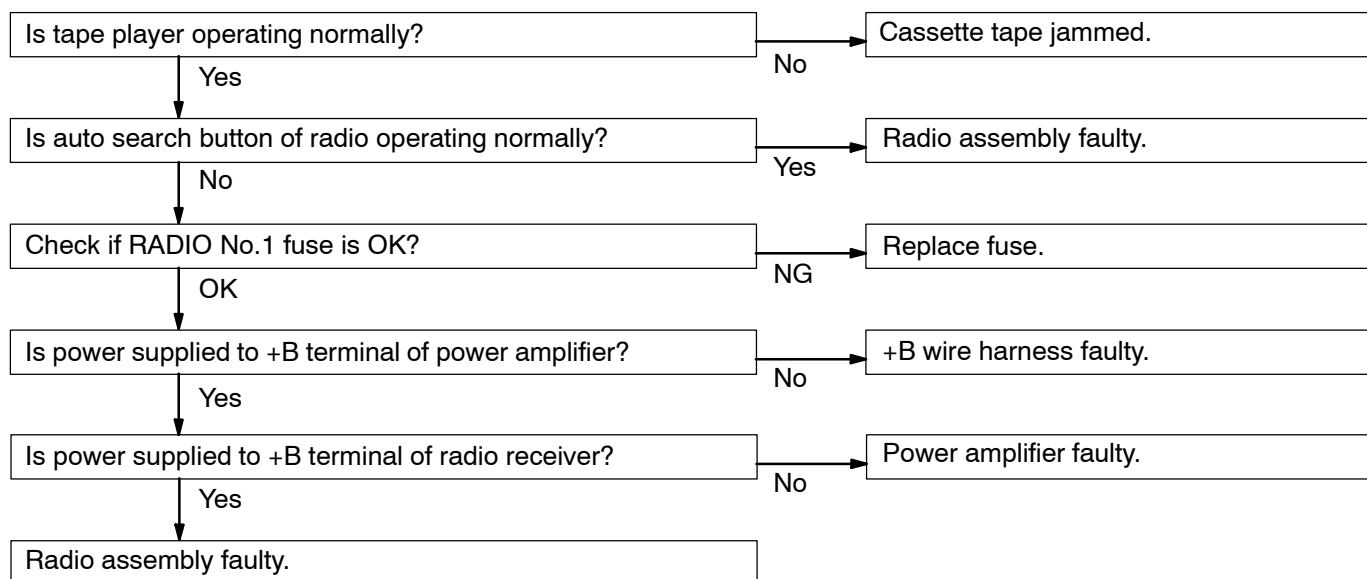 Is tape player operating normally?
Cassette tape jammed.
No
Yes
Is auto search button of radio operating normally?
Radio assembly faulty.
Yes
No
Check if RADIO No.1 fuse is OK?
Replace fuse.
NG
OK
Is power supplied to +B terminal of power amplifier?
+B wire harness faulty.
No
Yes
Is power supplied to +B terminal of radio receiver?
Power amplifier faulty.
No
Yes
Radio assembly faulty.